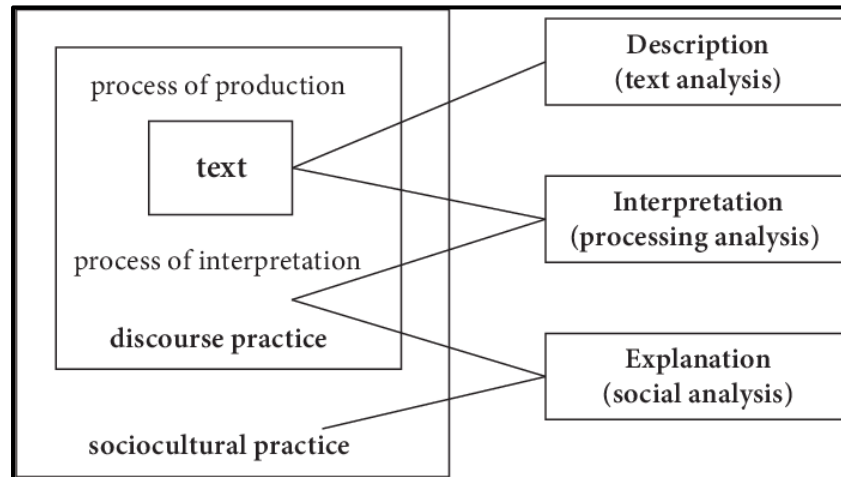 process of production
text
process of interpretation
discourse practice
sociocultural practice
Description
(text analysis)
Interpretation
(processing analysis)
Explanation
(social analysis)